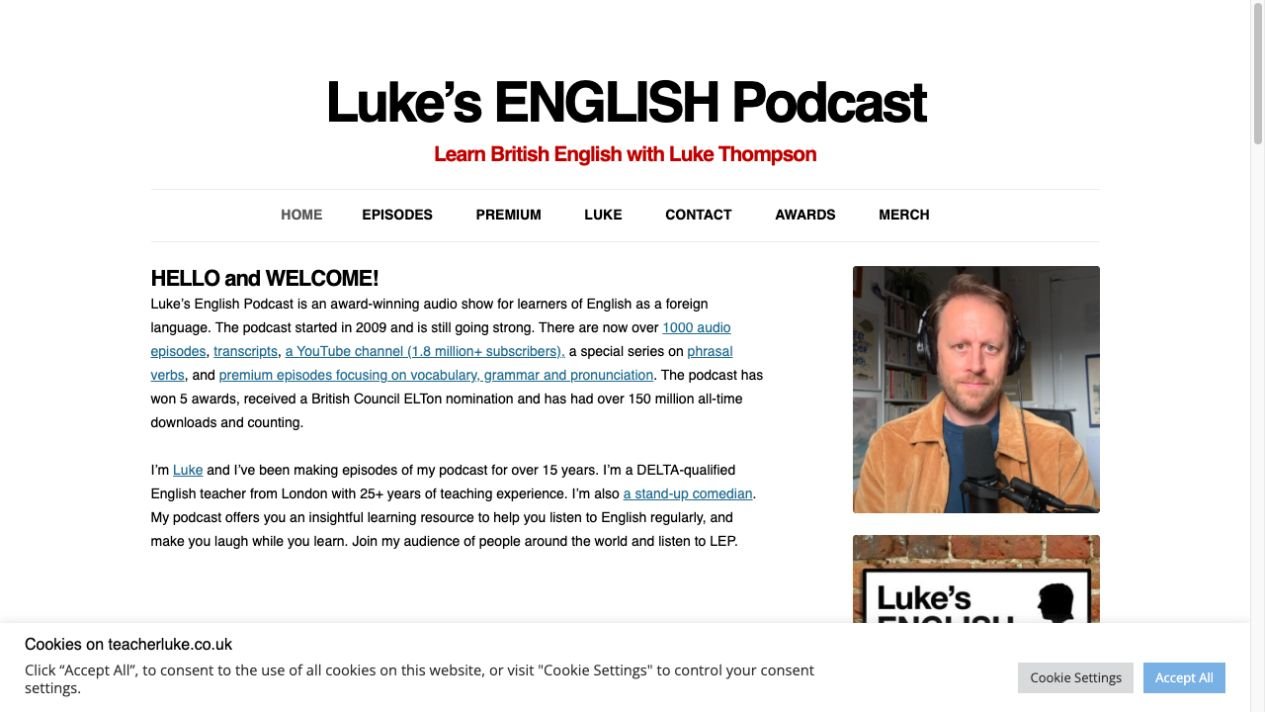 Luke’s ENGLISH Podcast
Learn British English with Luke Thompson
HOME EPISODES PREMIUM LUKE CONTACT AWARDS MERCH
HELLO and WELCOME!
Luke’s English Podcast is an award-winning audio show for learners of English as a foreign
language. The podcast started in 2009 and is still going strong. There are now over 1000 audio
episodes, transcripts, a YouTube channel (1.8 million+ subscribers), a special series on phrasal
verbs, and premium episodes focusing on vocabulary, grammar and pronunciation. The podcast has
won 5 awards, received a British Council ELTon nomination and has had over 150 million all-time
downloads and counting.
I’m Luke and I’ve been making episodes of my podcast for over 15 years. I’m a DELTA-qualified
English teacher from London with 25+ years of teaching experience. I’m also a stand-up comedian.
My podcast offers you an insightful learning resource to help you listen to English regularly, and
make you laugh while you learn. Join my audience of people around the world and listen to LEP.
Luke’s
ENGLISH
Cookies on teacherluke.co.uk
Click “Accept All”, to consent to the use of all cookies on this website, or visit "Cookie Settings" to control your consent
settings.
Cookie Settings
Accept All